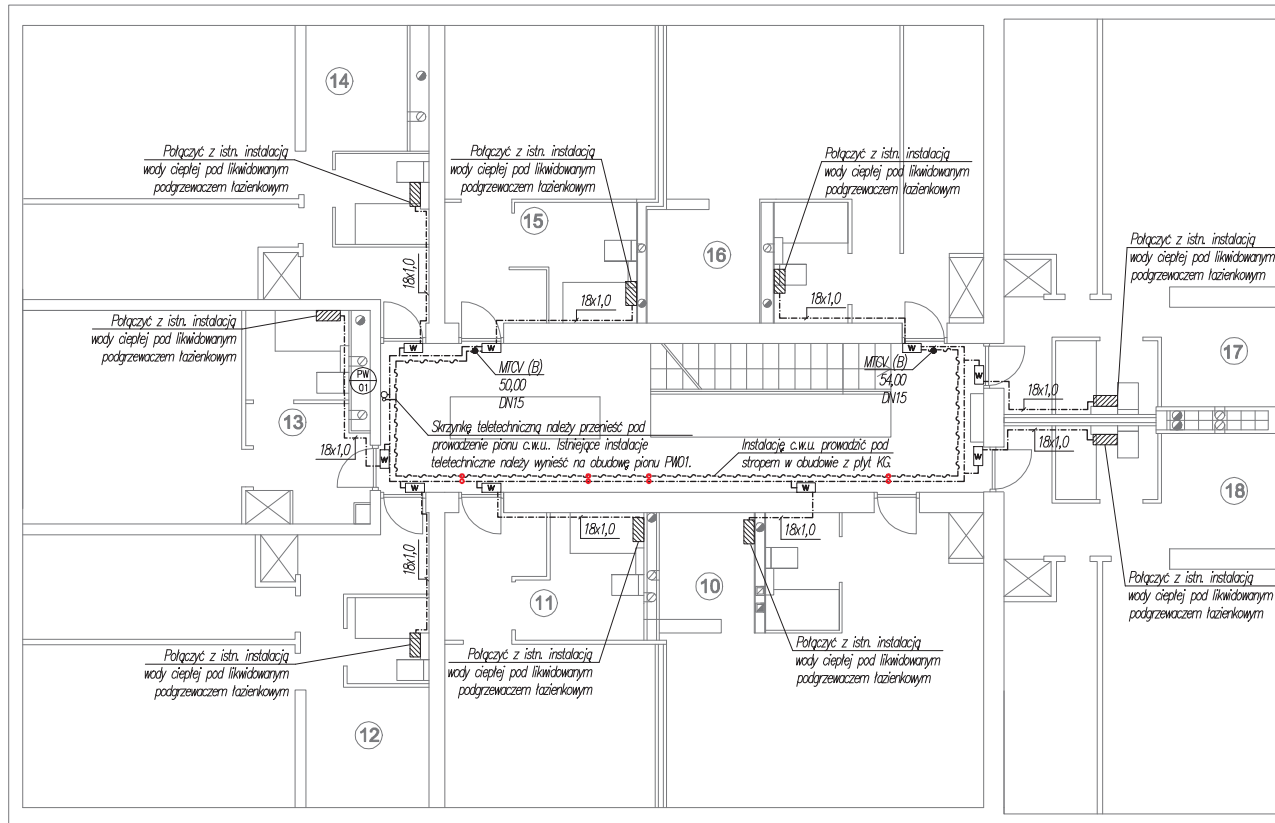 14
Połączyć z istn. instalacją
wody ciepłej pod likwidowanym
podgrzewaczem łazienkowym
Połączyć z istn. instalacją
wody ciepłej pod likwidowanym
podgrzewaczem łazienkowym
Połączyć z istn. instalacją
wody ciepłej pod likwidowanym
podgrzewaczem łazienkowym
15
16
Połączyć z istn. instalacją
wody ciepłej pod likwidowanym
podgrzewaczem łazienkowym
18x1,0
18x1,0
18x1,0
Połączyć z istn. instalacją
wody ciepłej pod likwidowanym
podgrzewaczem łazienkowym
W
W
W
17
MTCV (B)
50,00
DN15
MTCV (B)
54,00
DN15
W
PW
01
18x1,0
13
Skrzynkę teletechniczną należy przenieść pod
prowadzenie pionu c.w.u.. Istniejące instalacje
teletechniczne należy wynieść na obudowę pionu PW01.
Instalację c.w.u. prowadzić pod
stropem w obudowie z płyt KG.
18x1,0
18x1,0
W
W
W
W
W
18
18x1,0
18x1,0
18x1,0
11
10
Połączyć z istn. instalacją
wody ciepłej pod likwidowanym
podgrzewaczem łazienkowym
Połączyć z istn. instalacją
wody ciepłej pod likwidowanym
podgrzewaczem łazienkowym
Połączyć z istn. instalacją
wody ciepłej pod likwidowanym
podgrzewaczem łazienkowym
Połączyć z istn. instalacją
wody ciepłej pod likwidowanym
podgrzewaczem łazienkowym
12